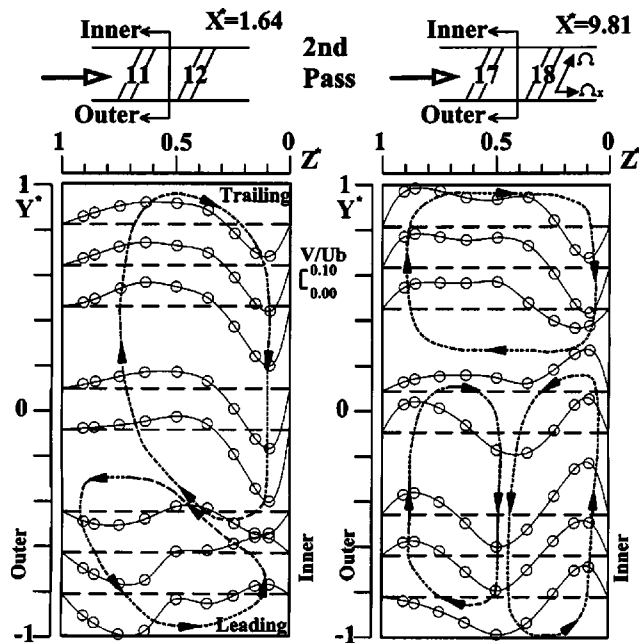 Inner
X*=1.64
11 12
Outer
2nd
Pass
Inner
X*=9.81
17 18 Ω
Ωx
Outer
1 0.5 0
Z*
1 0.5 0
Z*
1
Y*
0
-1
Trailing
V/Ub
0.10
0.00
Outer
Inner
Leading
1
Y*
0
-1
Outer
Inner